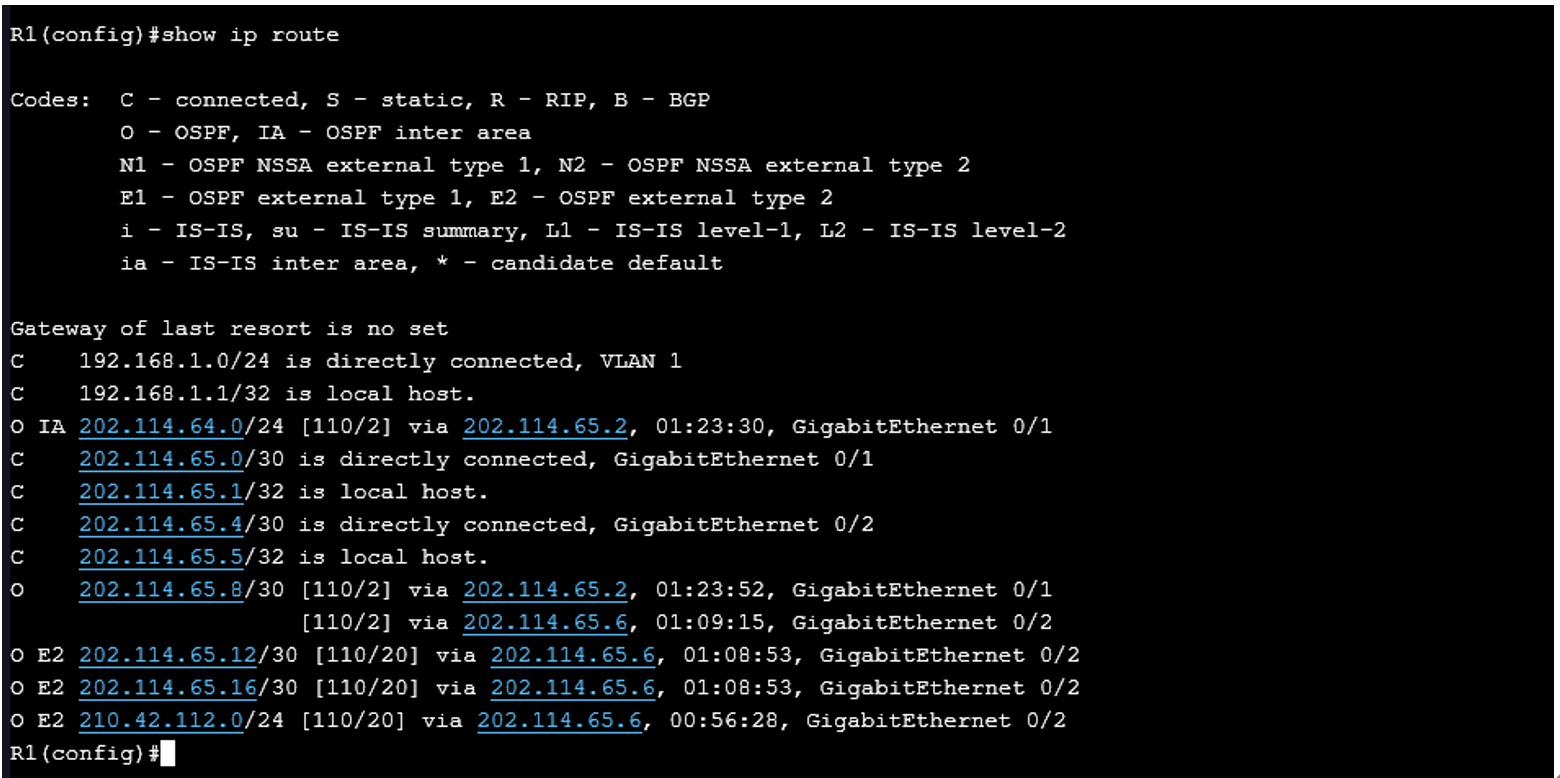 R1(config)#show ip route
Codes:  C - connected, S - static, R - RIP, B - BGP
        O - OSPF, IA - OSPF inter area
        N1 - OSPF NSSA external type 1, N2 - OSPF NSSA external type 2
        E1 - OSPF external type 1, E2 - OSPF external type 2
        i - IS-IS, su - IS-IS summary, L1 - IS-IS level-1, L2 - IS-IS level-2
        ia - IS-IS inter area, * - candidate default
Gateway of last resort is no set
C     192.168.1.0/24 is directly connected, VLAN 1
C     192.168.1.1/32 is local host.
O IA 202.114.64.0/24 [110/2] via 202.114.65.2, 01:23:30, GigabitEthernet 0/1
C     202.114.65.0/30 is directly connected, GigabitEthernet 0/1
C     202.114.65.1/32 is local host.
C     202.114.65.4/30 is directly connected, GigabitEthernet 0/2
C     202.114.65.5/32 is local host.
O     202.114.65.8/30 [110/2] via 202.114.65.2, 01:23:52, GigabitEthernet 0/1
                      [110/2] via 202.114.65.6, 01:09:15, GigabitEthernet 0/2
O E2 202.114.65.12/30 [110/20] via 202.114.65.6, 01:08:53, GigabitEthernet 0/2
O E2 202.114.65.16/30 [110/20] via 202.114.65.6, 01:08:53, GigabitEthernet 0/2
O E2 210.42.112.0/24 [110/20] via 202.114.65.6, 00:56:28, GigabitEthernet 0/2
R1(config)#